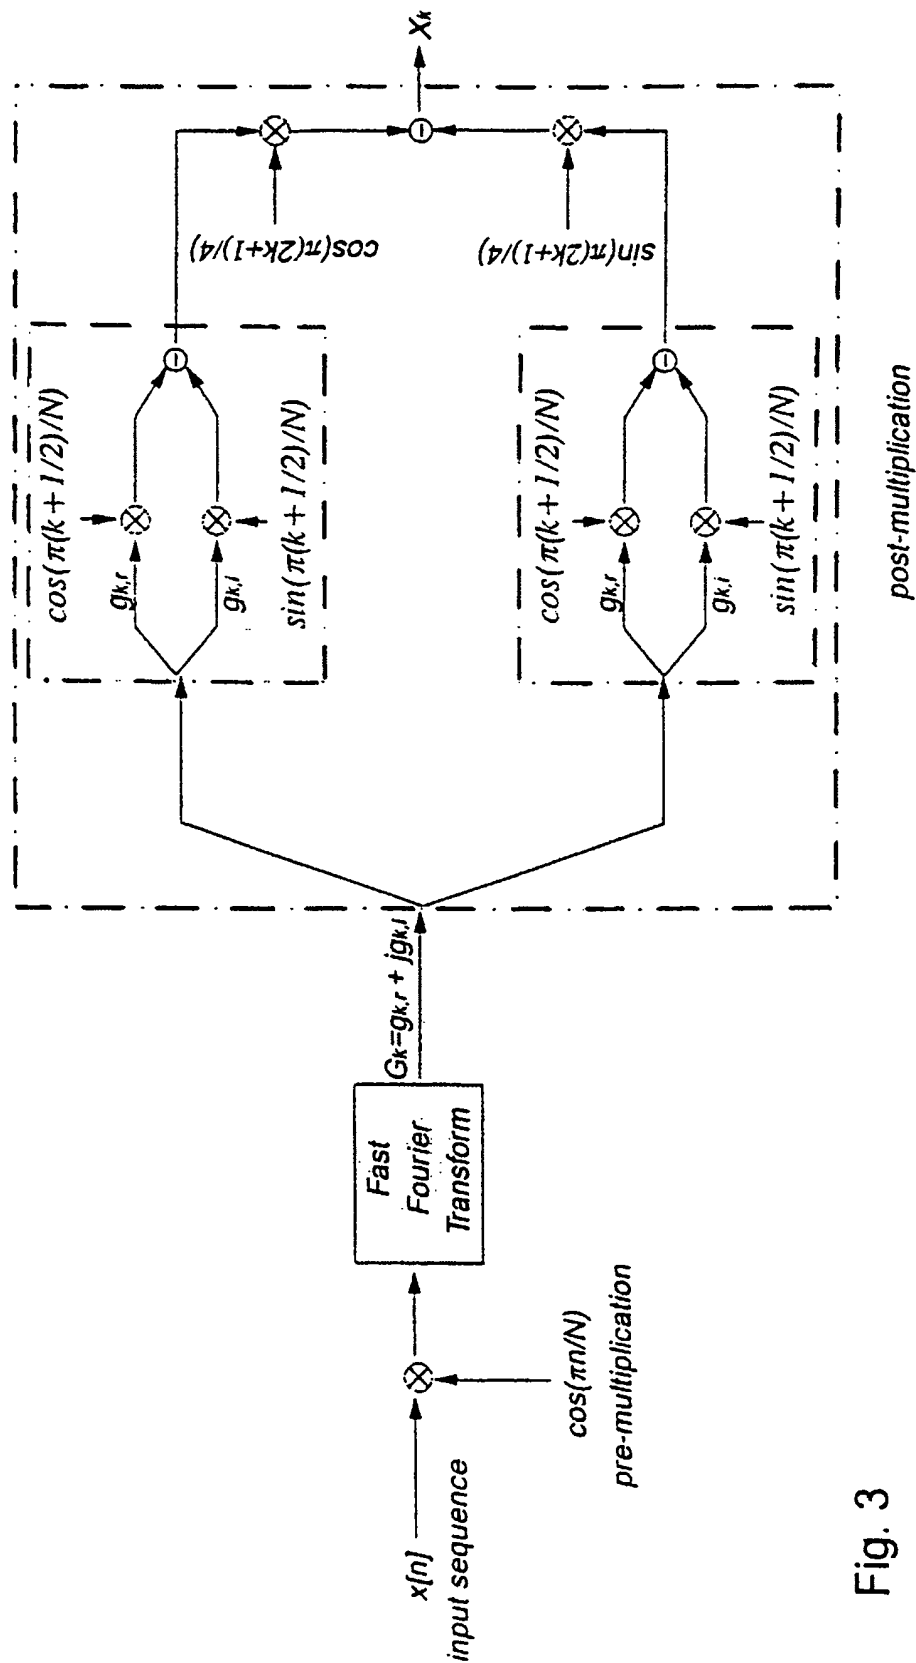 x[n]
input sequence
cos(πn/N)
pre-multiplication
Fast
Fourier
Transform
Gk=gk,r + jgk,i
cos(π(k+1/2)/N)
gk,r
gk,i
sin(π(k+1/2)/N)
cos(π(k+1/2)/N)
gk,r
gk,i
sin(π(k+1/2)/N)
cos(π(2k+1)/4)
sin(π(2k+1)/4)
Xk
post-multiplication
Fig. 3